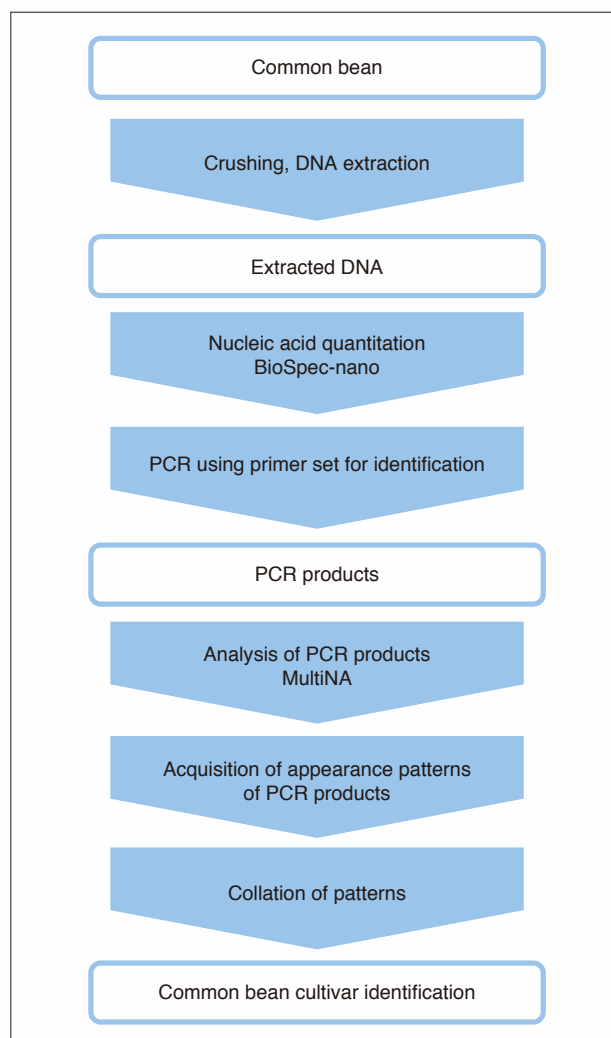 Common bean
Crushing, DNA extraction
Extracted DNA
Nucleic acid quantitation
BioSpec-nano
PCR using primer set for identification
PCR products
Analysis of PCR products
MultiNA
Acquisition of appearance patterns
of PCR products
Collation of patterns
Common bean cultivar identification